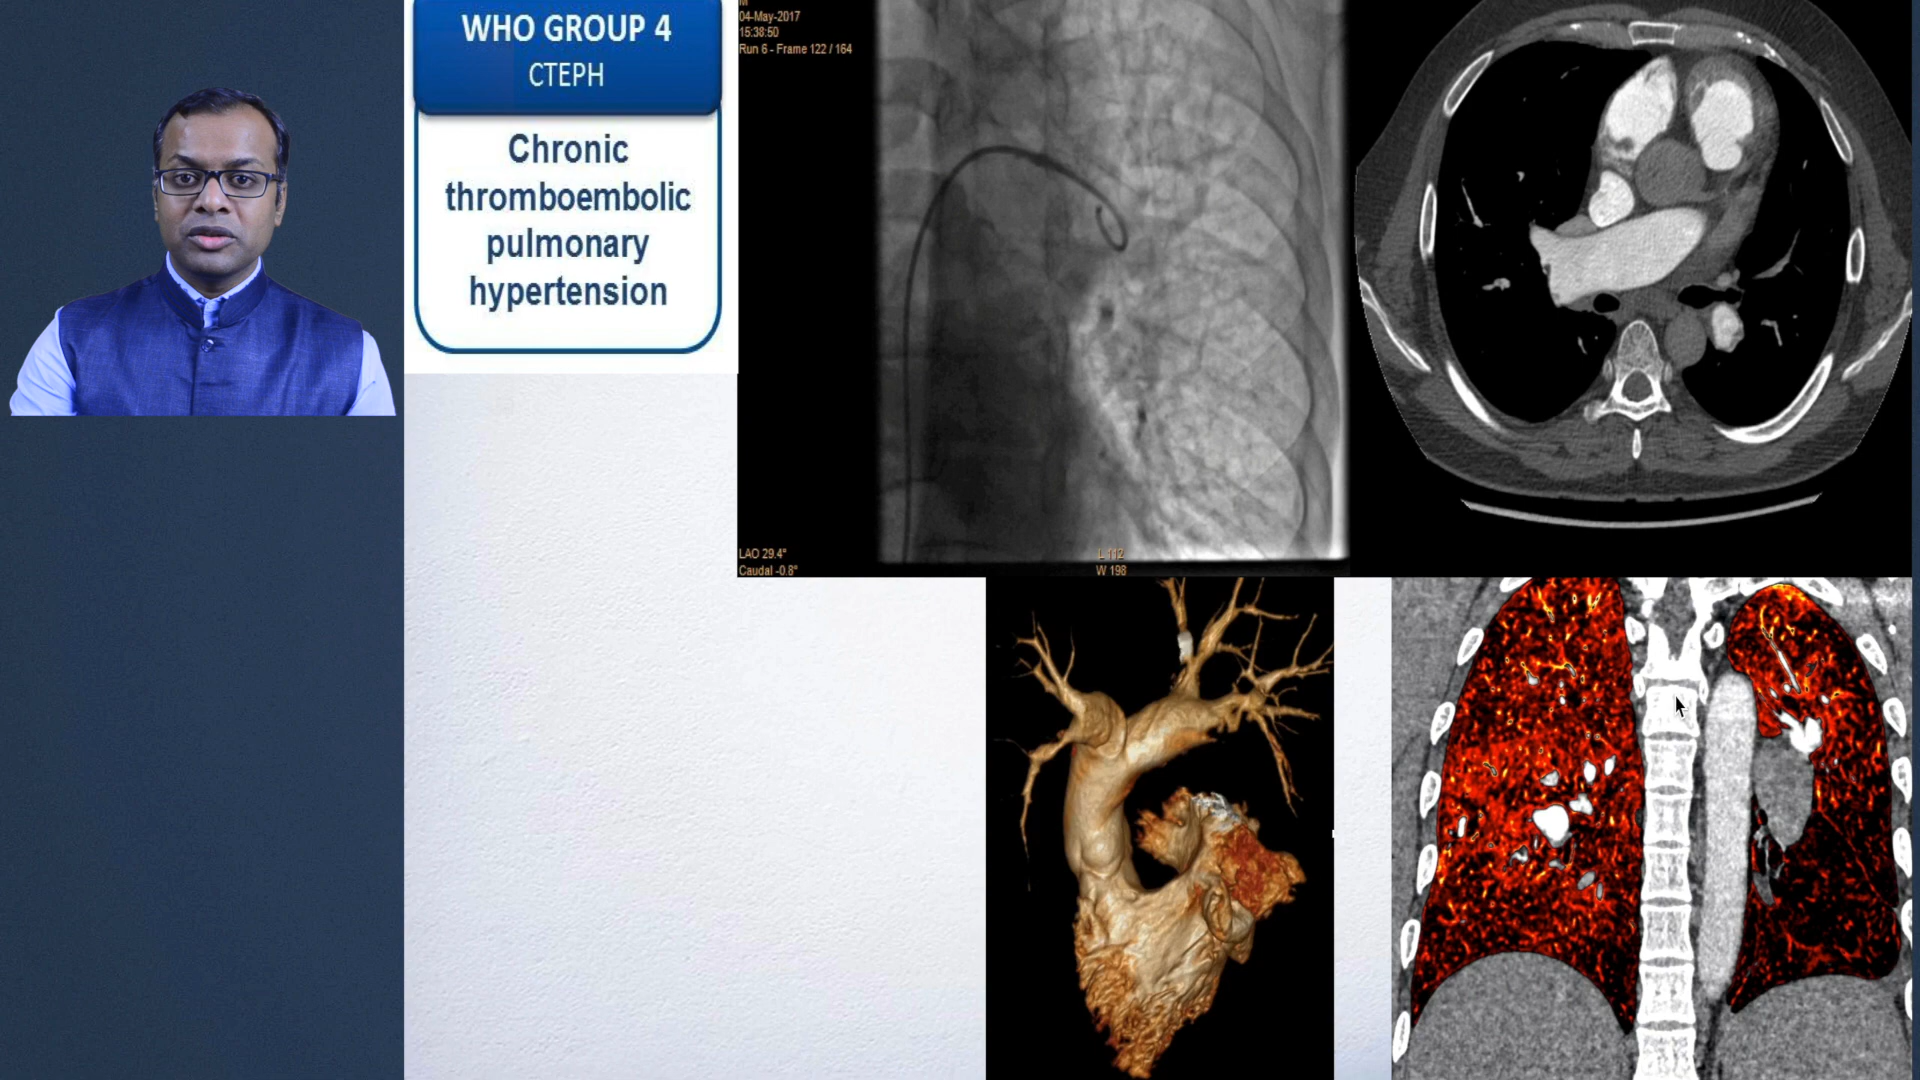 WHO GROUP 4
CTEPH
Chronic
thromboembolic
pulmonary
hypertension
M
04-May-2017
15:38:50
Run 6 - Frame 122 / 164
LAO 29.4°
Caudal -0.8°
L 112
W 198